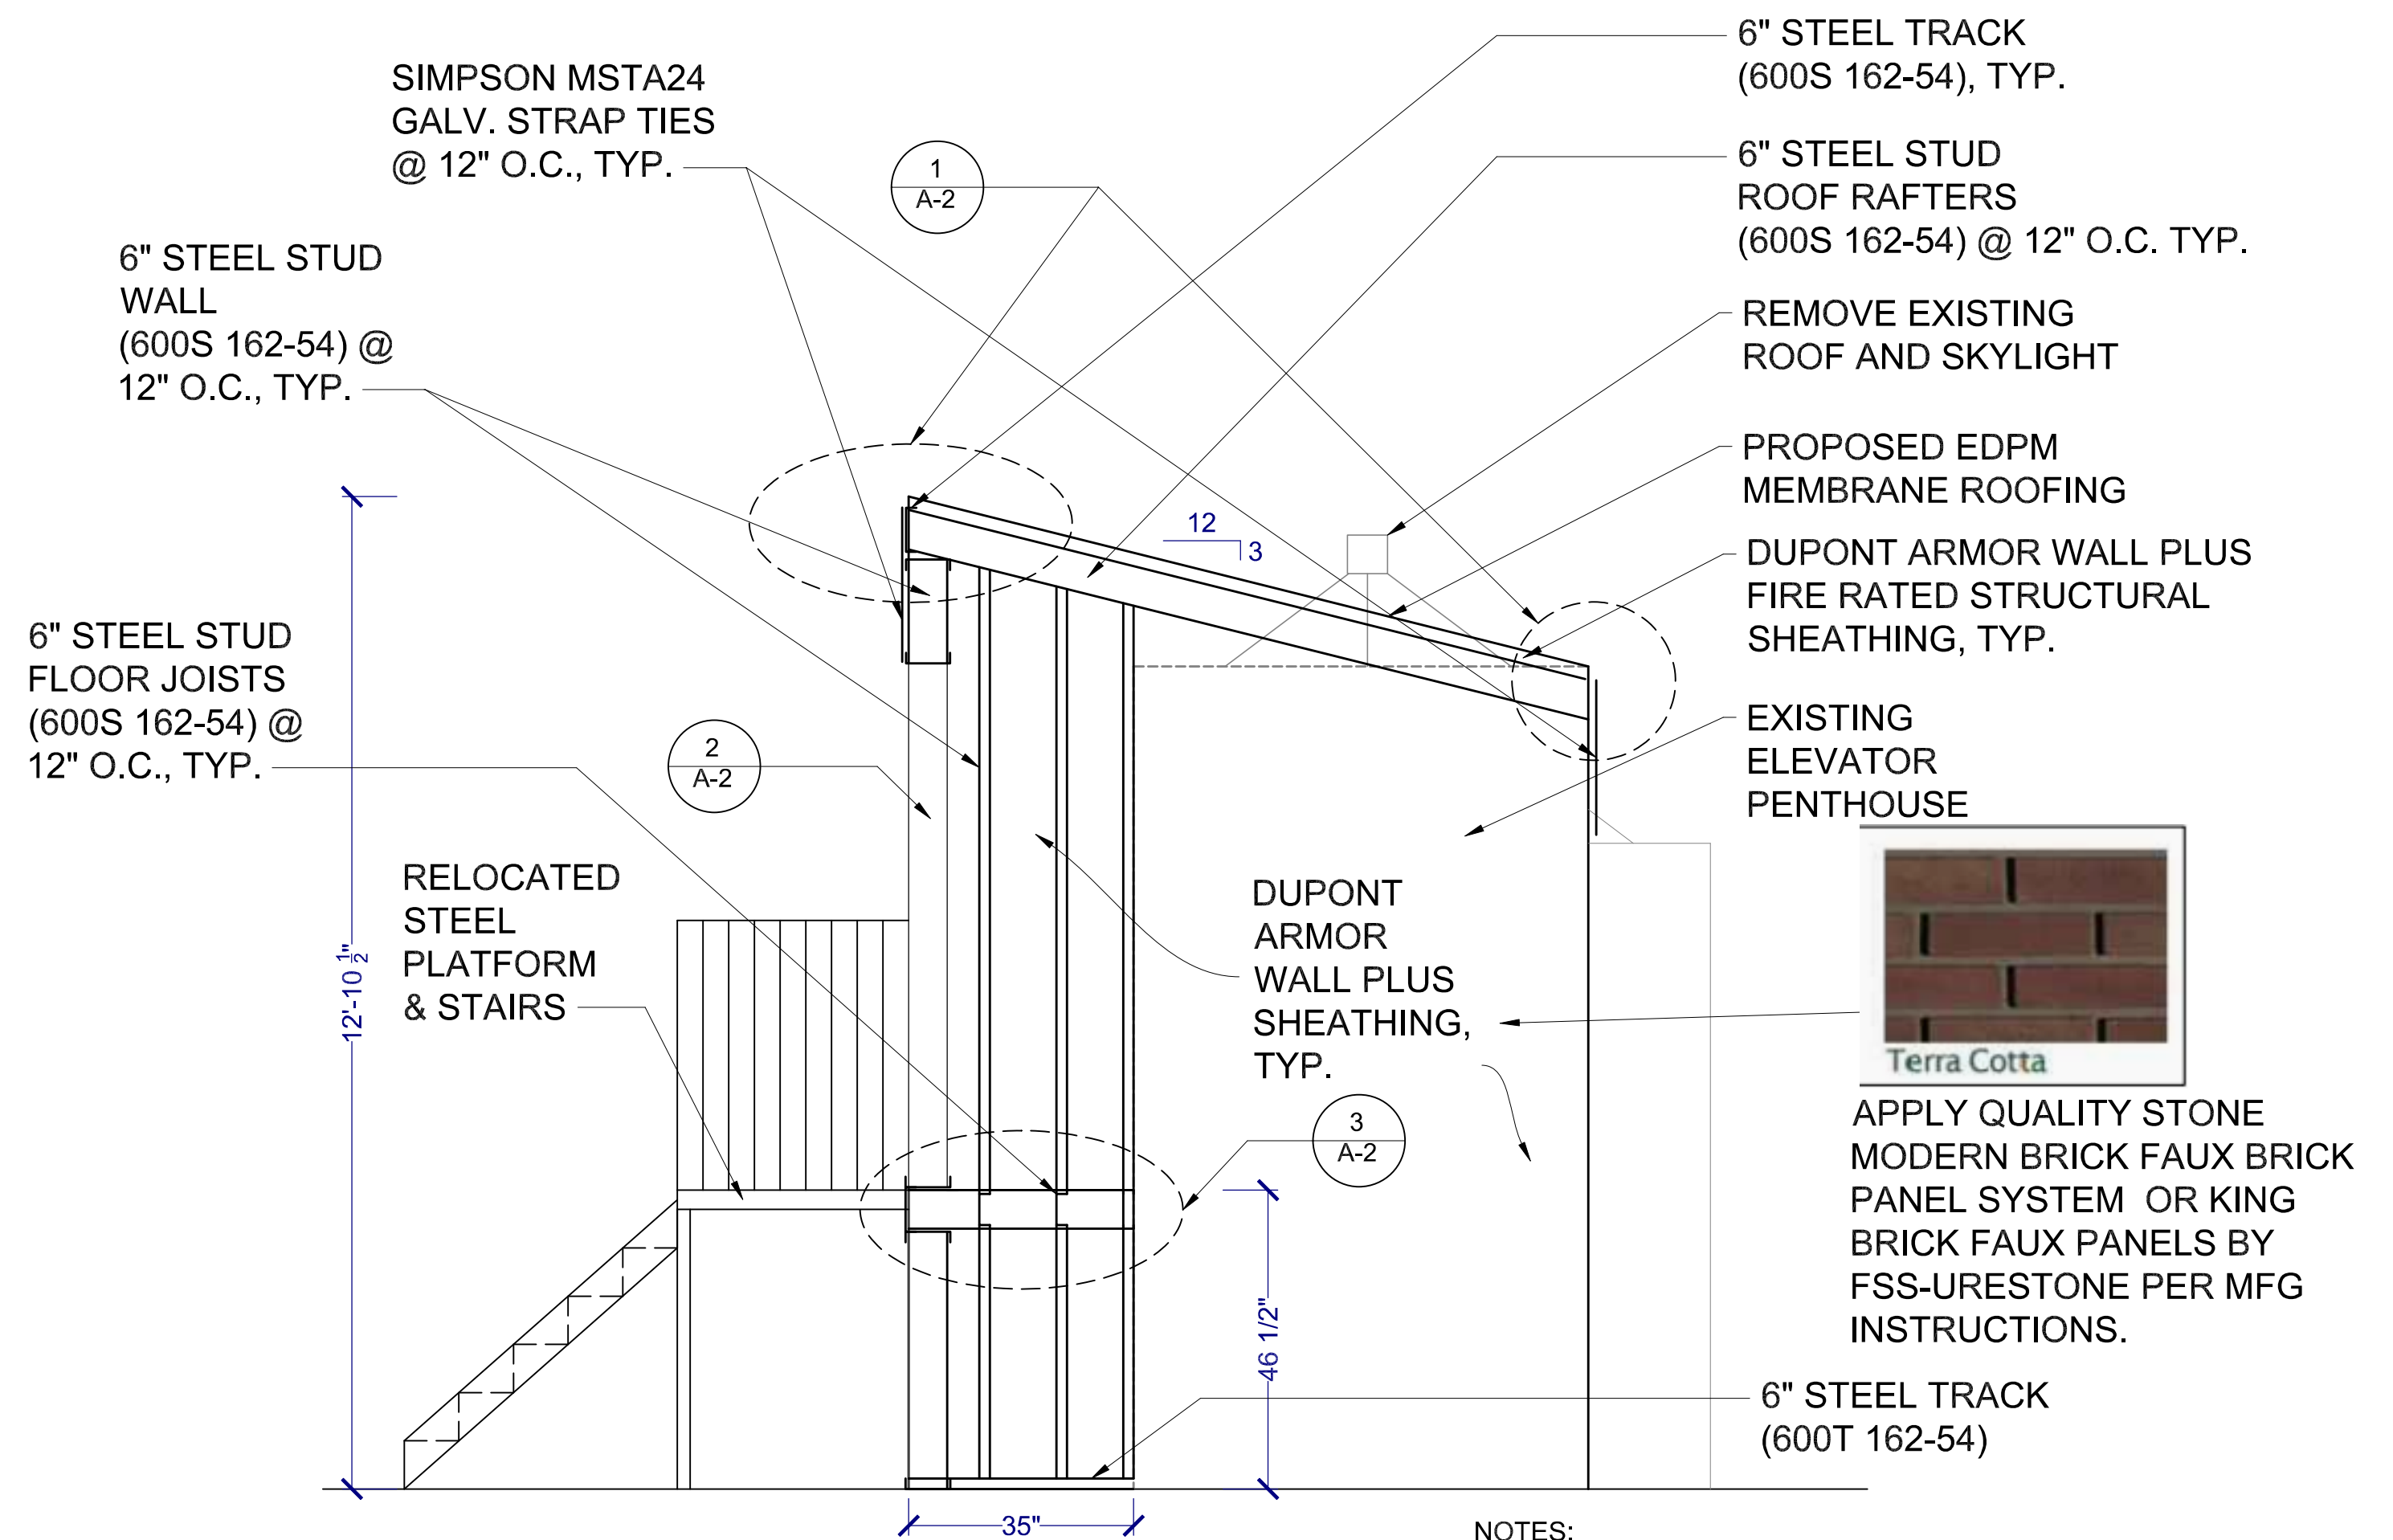 SIMPSON MSTA24
GALV. STRAP TIES
@ 12" O.C., TYP.
1
A-2
6" STEEL TRACK
(600S 162-54), TYP.
6" STEEL STUD
ROOF RAFTERS
(600S 162-54) @ 12" O.C. TYP.
6" STEEL STUD
WALL
(600S 162-54) @
12" O.C., TYP.
REMOVE EXISTING
ROOF AND SKYLIGHT
PROPOSED EDPM
MEMBRANE ROOFING
12
3
DUPONT ARMOR WALL PLUS
FIRE RATED STRUCTURAL
SHEATHING, TYP.
6" STEEL STUD
FLOOR JOISTS
(600S 162-54) @
12" O.C., TYP.
2
A-2
EXISTING
ELEVATOR
PENTHOUSE
RELOCATED
STEEL
PLATFORM
& STAIRS
12'-10 1/2"
DUPONT
ARMOR
WALL PLUS
SHEATHING,
TYP.
Terra Cotta
3
A-2
APPLY QUALITY STONE
MODERN BRICK FAUX BRICK
PANEL SYSTEM OR KING
BRICK FAUX PANELS BY
FSS-URESTONE PER MFG
INSTRUCTIONS.
46 1/2"
6" STEEL TRACK
(600T 162-54)
35"
NOTES: